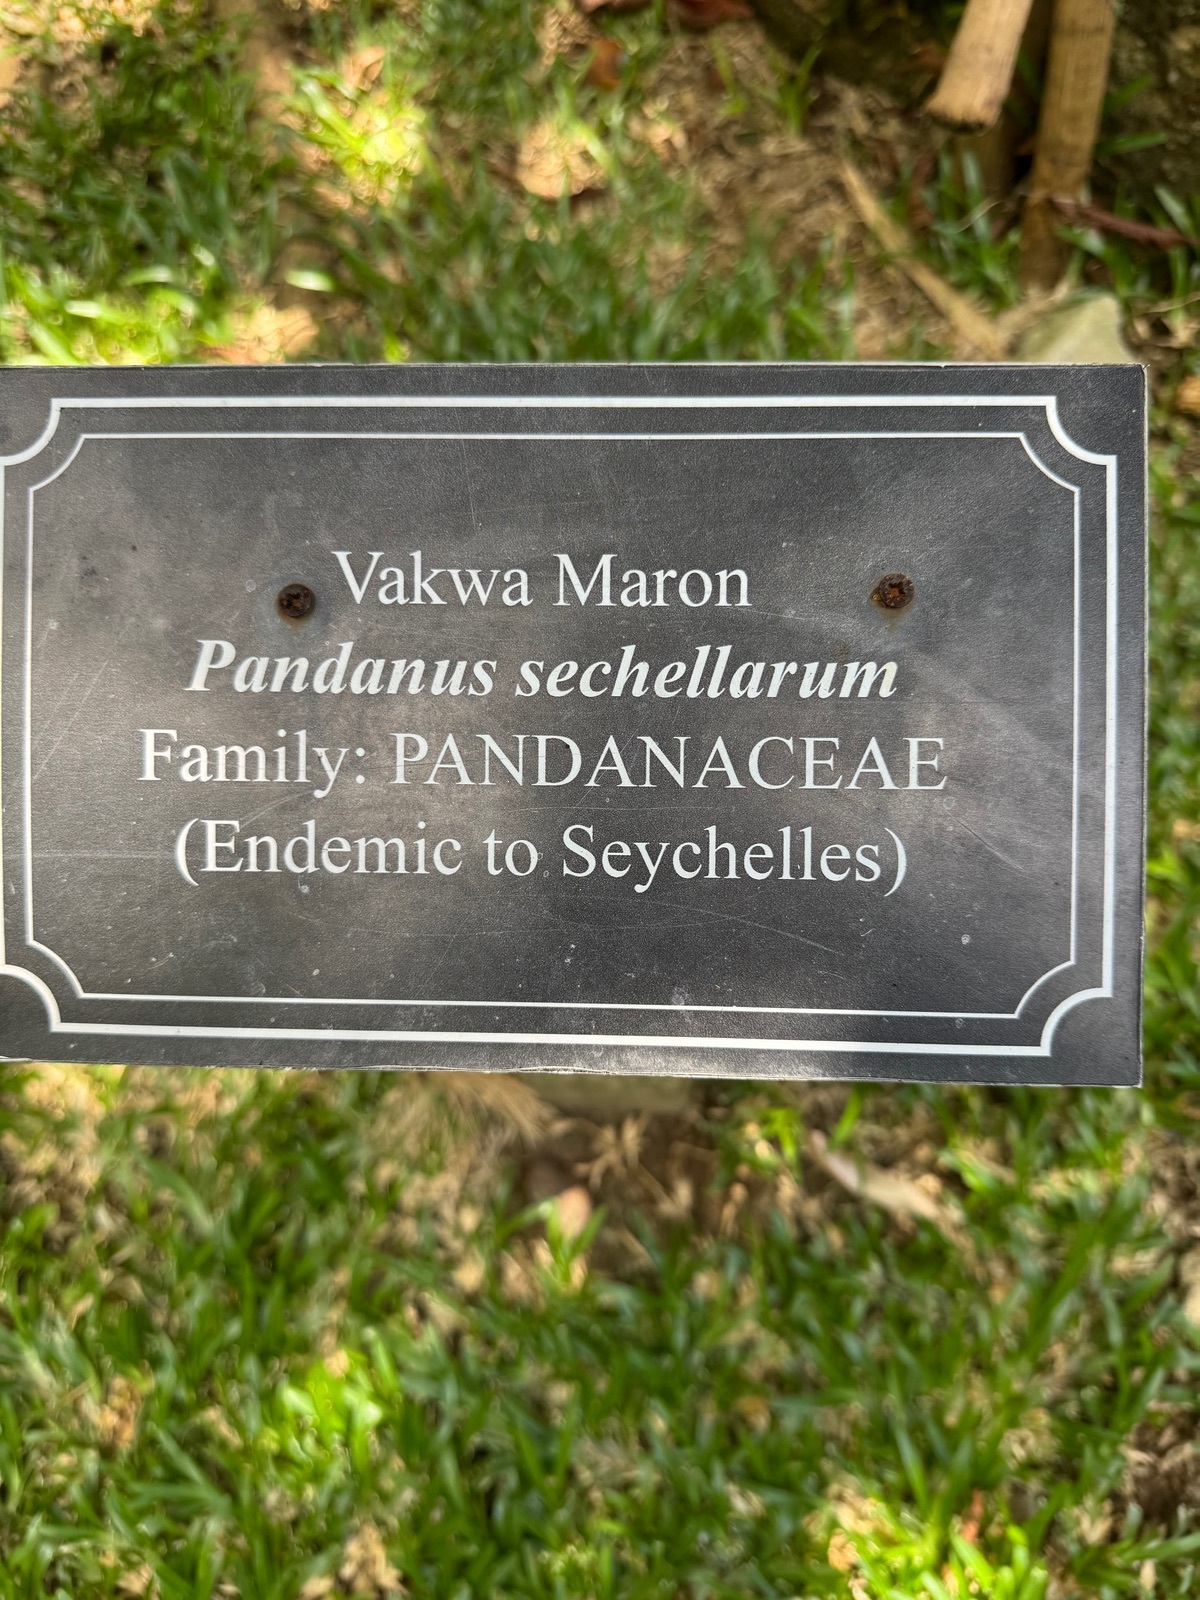 Vakwa Maron
Pandanus sechellarum
Family: PANDANACEAE
(Endemic to Seychelles)